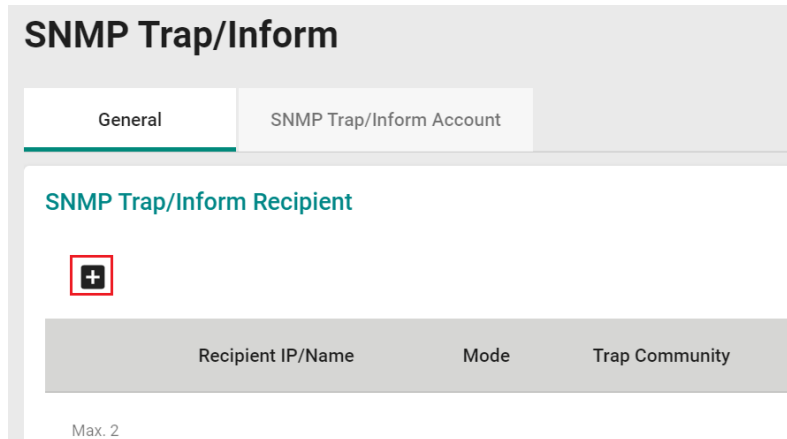 SNMP Trap/Inform
General SNMP Trap/Inform Account
SNMP Trap/Inform Recipient
Recipient IP/Name Mode Trap Community
Max. 2